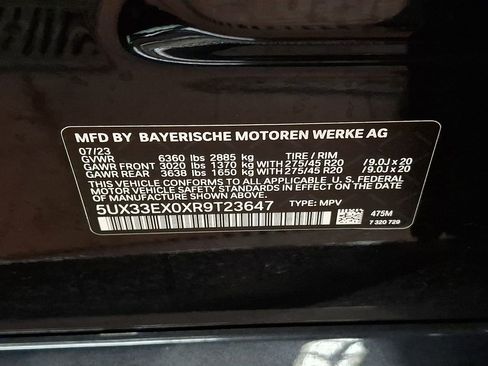 MFD BY BAYERISCHE MOTOREN WERKE AG
07/23
GVWR 6360 lbs 2885 kg TIRE / RIM
GAWR FRONT 3020 lbs 1370 kg WITH 275/45 R20 / 9.0J x 20
GAWR REAR 3638 lbs 1650 kg WITH 275/45 R20 / 9.0J x 20
THIS VEHICLE CONFORMS TO ALL APPLICABLE U.S. FEDERAL
MOTOR VEHICLE SAFETY STANDARDS IN EFFECT ON THE DATE
OF MANUFACTURE SHOWN ABOVE.
5UX33EX0XR9T23647 TYPE: MPV
475M
7 320 729